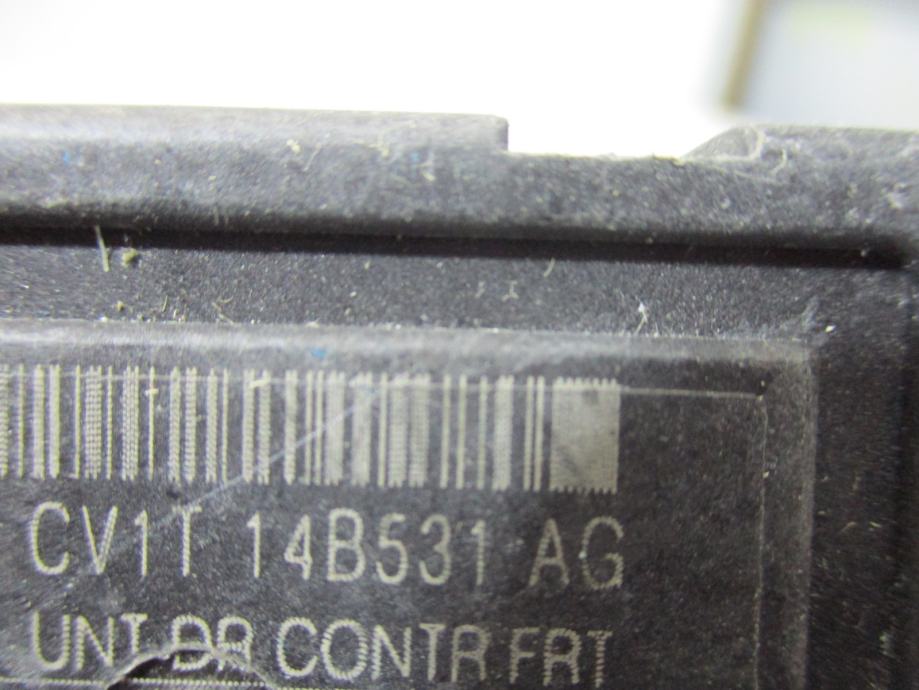 CV1T 14B531 AG
UNT DR CONTR FRT